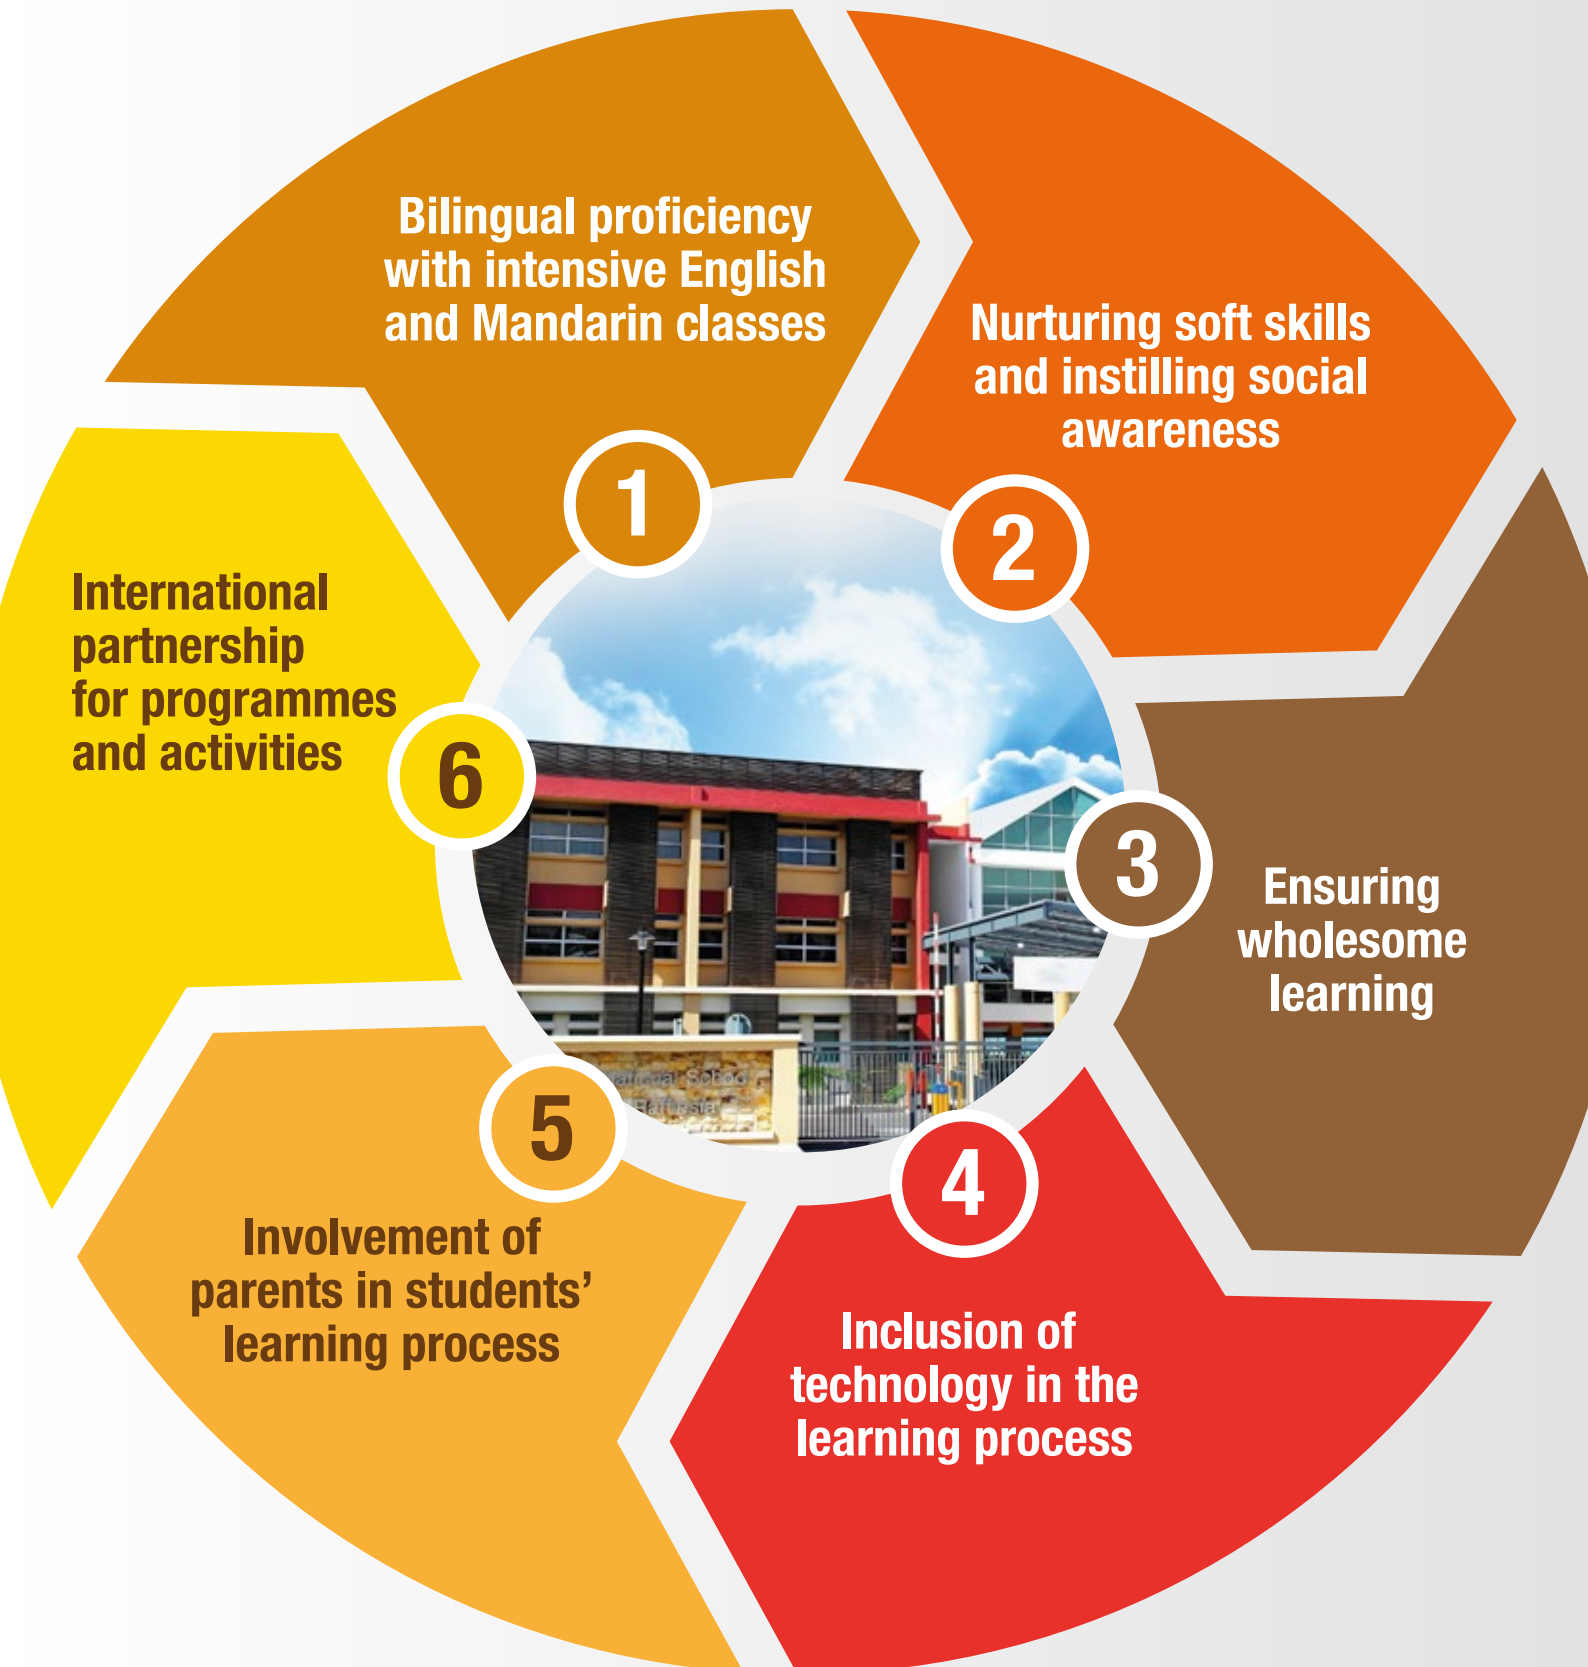 Bilingual proficiency
with intensive English
and Mandarin classes
1
Nurturing soft skills
and instilling social
awareness
2
Ensuring
wholesome
learning
3
Inclusion of
technology in the
learning process
4
Involvement of
parents in students’
learning process
5
International
partnership
for programmes
and activities
6
School